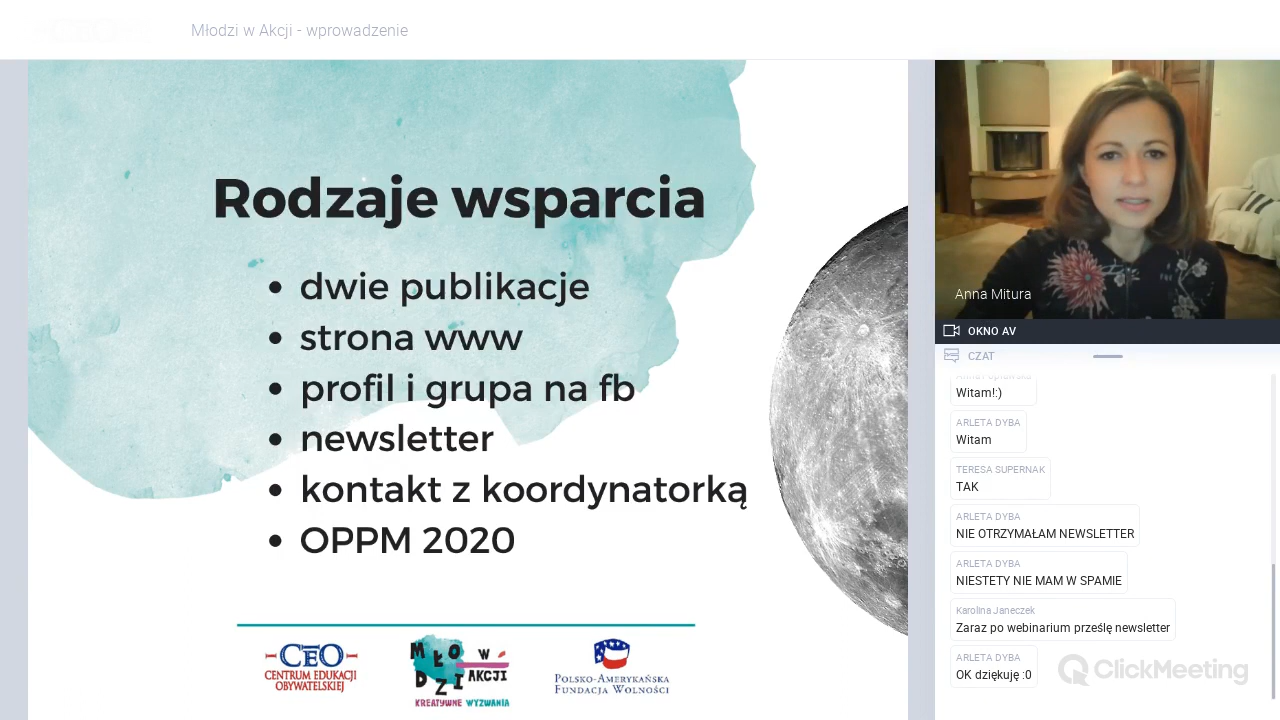 Młodzi w Akcji - wprowadzenie
Rodzaje wsparcia
• dwie publikacje
• strona www
• profil i grupa na fb
• newsletter
• kontakt z koordynatorką
• OPPM 2020
CEO
CENTRUM EDUKACJI
OBYWATELSKIEJ
MŁODZI W AKCJI
KREATYWNE WYZWANIA
POLSKO-AMERYKAŃSKA
FUNDACJA WOLNOŚCI
Anna Mitura
OKNO AV
CZAT
Witam!:)
ARLETA DYBA
Witam
TERESA SUPERNAK
TAK
ARLETA DYBA
NIE OTRZYMAŁAM NEWSLETTER
ARLETA DYBA
NIESTETY NIE MAM W SPAMIE
Karolina Janeczek
Zaraz po webinarium prześlę newsletter
ARLETA DYBA
OK dziękuję :0
ClickMeeting